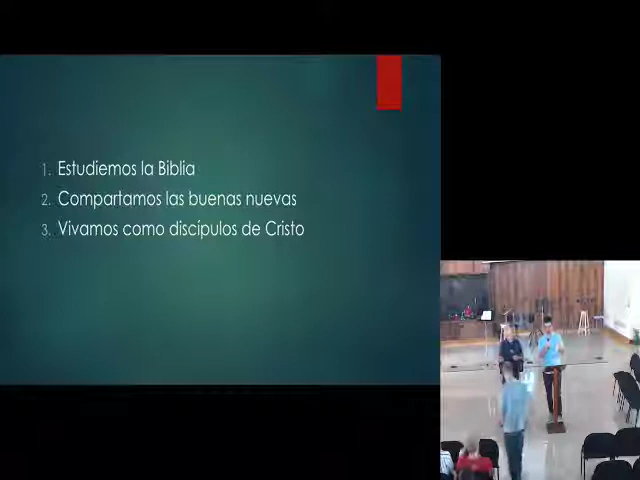 1. Estudiemos la Biblia
2. Compartamos las buenas nuevas
3. Vivamos como discípulos de Cristo